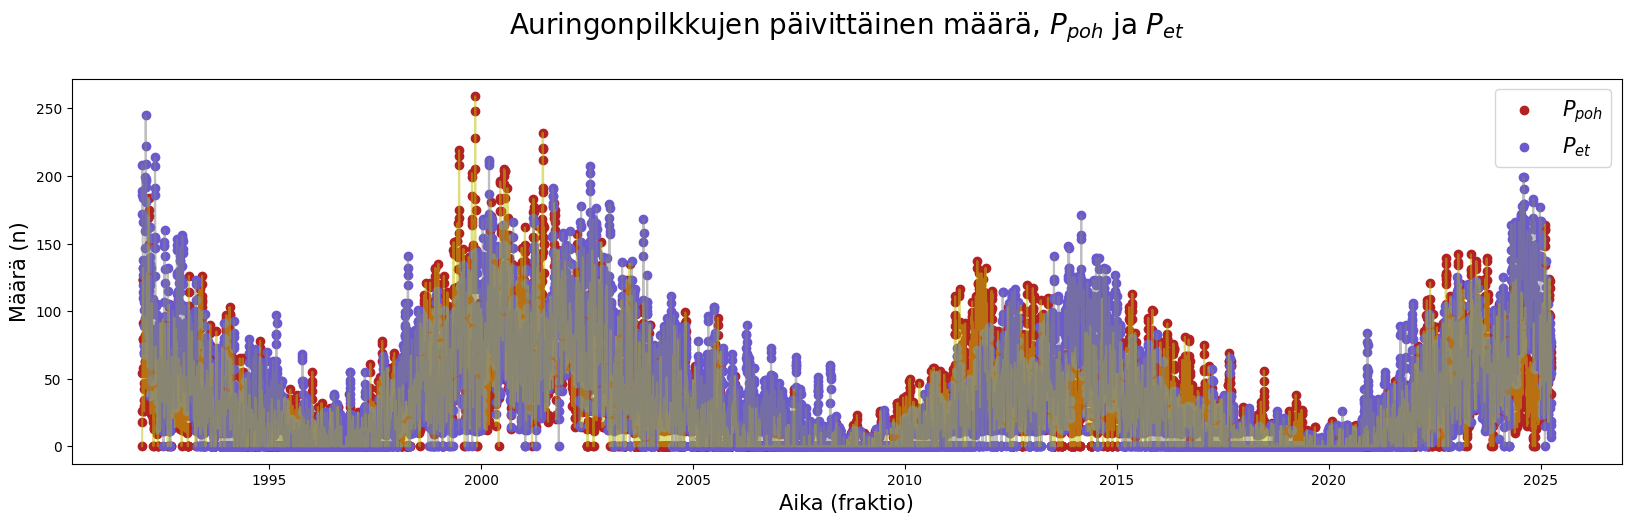 Auringonpilkkujen päivittäinen määrä, P_poh ja P_et
250
200
150
100
50
0
Määrä (n)
P_poh
P_et
1995 2000 2005 2010 2015 2020 2025
Aika (fraktio)